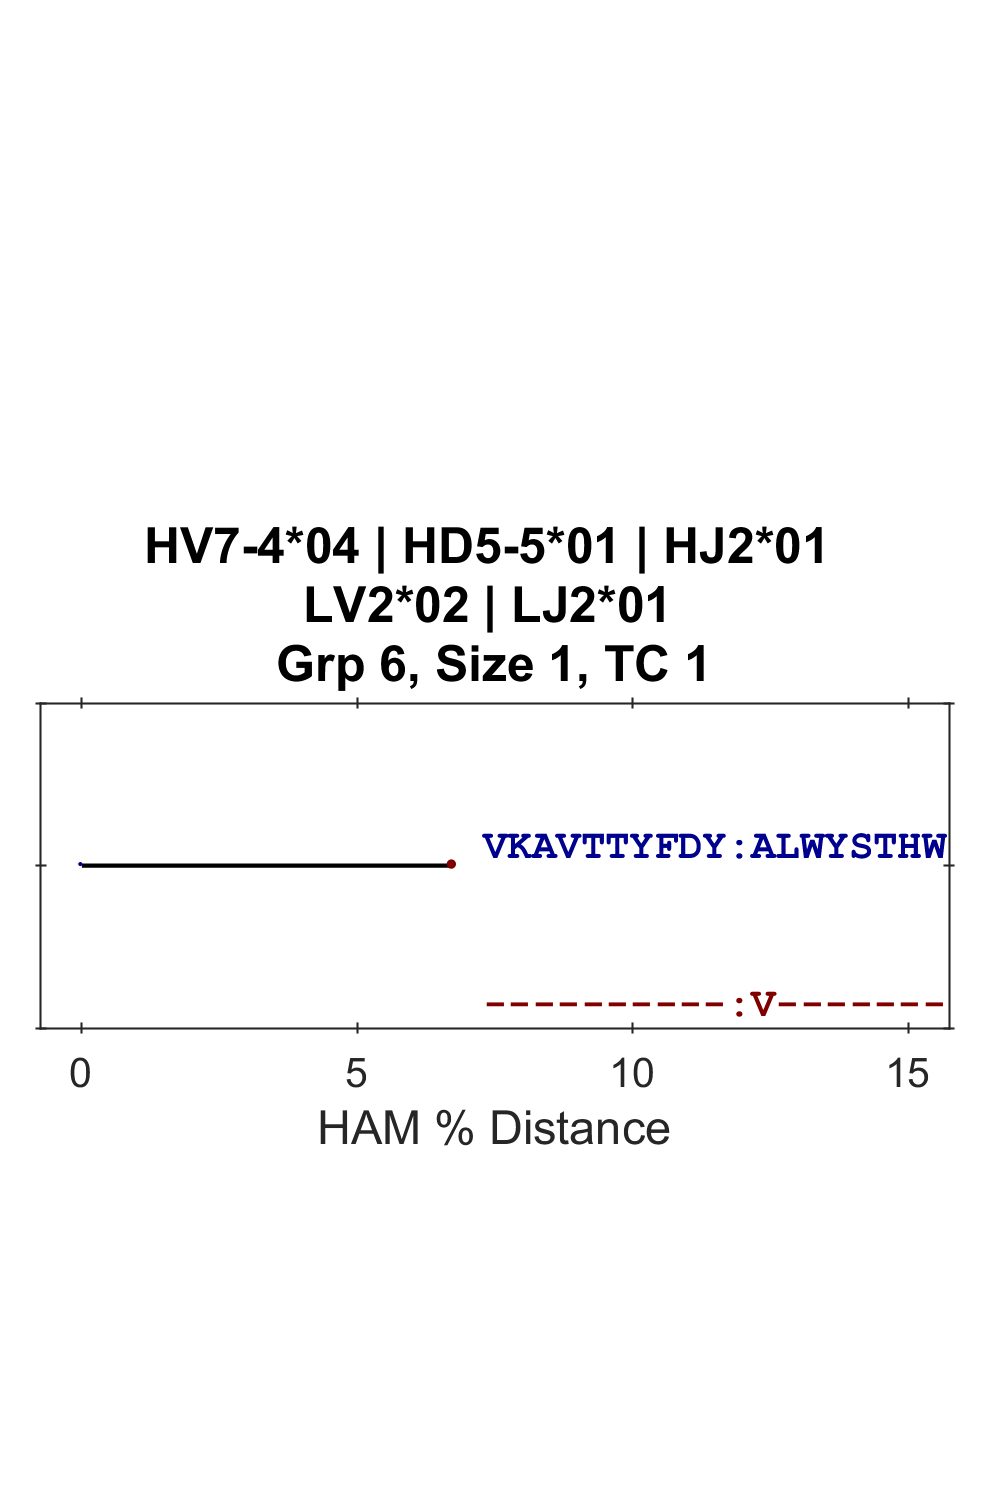 HV7-4*04 | HD5-5*01 | HJ2*01
LV2*02 | LJ2*01
Grp 6, Size 1, TC 1
VKAVTTYFDY:ALWYSTHW
----------:V-------
0 5 10 15
HAM % Distance